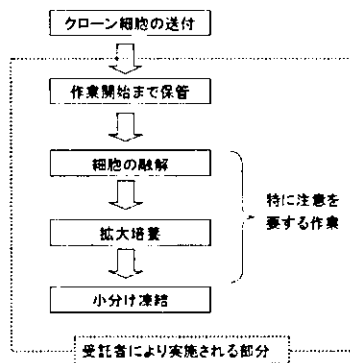 クローン細胞の送付
作業開始まで保管
細胞の融解
拡大培養
小分け凍結
特に注意を
要する作業
受託者により実施される部分